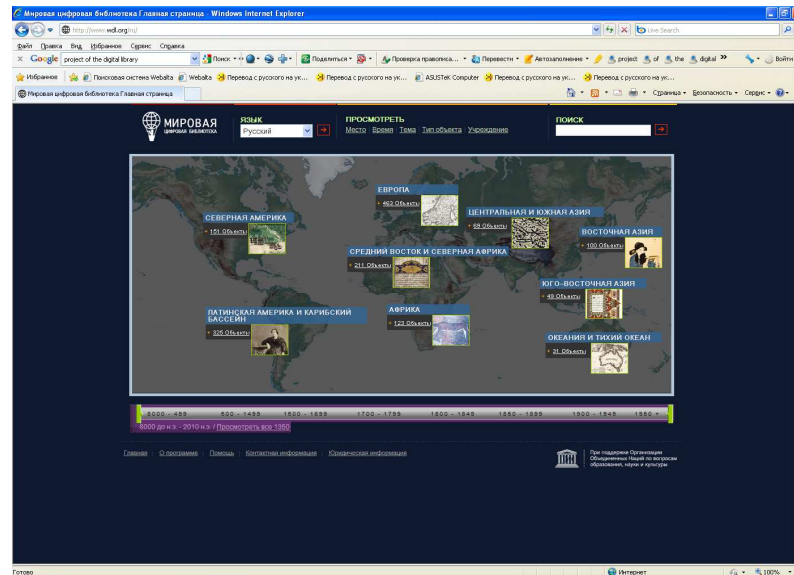 Мировая цифровая библиотека Главная страница - Windows Internet Explorer
http://www.wdl.org/ru/
Live Search
Файл Правка Вид Избранное Сервис Справка
Google project of the digital library Поиск Поделиться Проверка правописа... Перевести Автозаполнение project of the digital Войти
Избранное Поисковая система Webalta Webalta Перевод с русского на ук... Перевод с русского на ук... ASUSTeK Computer Перевод с русского на ук... Перевод с русского на ук...
Мировая цифровая библиотека Главная страница Страница Безопасность Сервис
МИРОВАЯ
ЦИФРОВАЯ БИБЛИОТЕКА
ЯЗЫК
Русский
ПРОСМОТРЕТЬ
Место Время Тема Тип объекта Учреждение
ПОИСК
ЕВРОПА
463 Объекты
СЕВЕРНАЯ АМЕРИКА
151 Объекты
ЦЕНТРАЛЬНАЯ И ЮЖНАЯ АЗИЯ
69 Объекты
ВОСТОЧНАЯ АЗИЯ
100 Объекты
СРЕДНИЙ ВОСТОК И СЕВЕРНАЯ АФРИКА
211 Объекты
ЮГО-ВОСТОЧНАЯ АЗИЯ
49 Объекты
ЛАТИНСКАЯ АМЕРИКА И КАРИБСКИЙ
БАССЕЙН
325 Объекты
АФРИКА
123 Объекты
ОКЕАНИЯ И ТИХИЙ ОКЕАН
31 Объекты
8000 - 499 500 - 1499 1500 - 1699 1700 - 1799 1800 - 1849 1850 - 1899 1900 - 1949 1950 +
8000 до н.э. - 2010 н.э. / Просмотреть все 1350
Главная О программе Помощь Контактная информация Юридическая информация
При поддержке Организации
Объединенных Наций по вопросам
образования, науки и культуры
Готово Интернет 100%